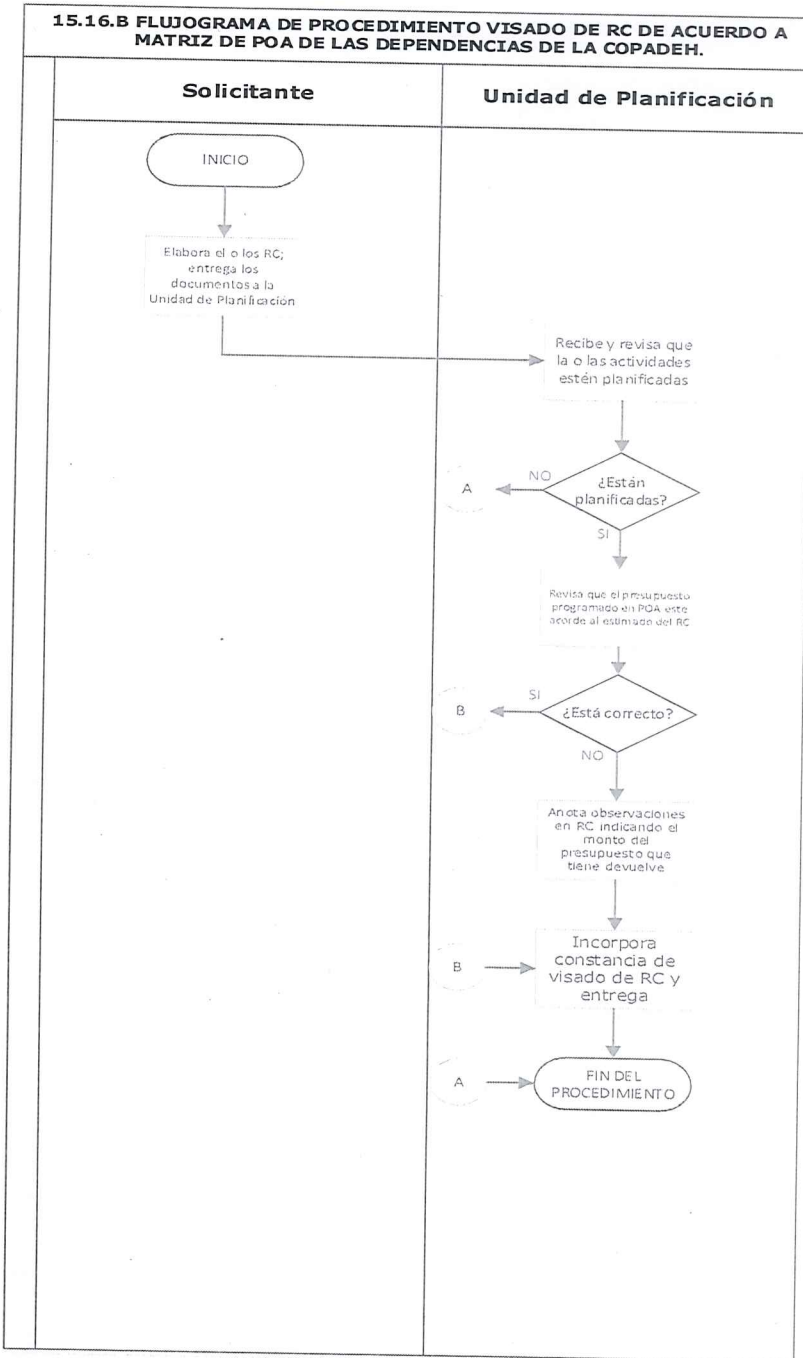 15.16.B FLUJOGRAMA DE PROCEDIMIENTO VISADO DE RC DE ACUERDO A
MATRIZ DE POA DE LAS DEPENDENCIAS DE LA COPADEH.
Solicitante
Unidad de Planificación
INICIO
Elabora el o los RC;
entrega los
documentos a la
Unidad de Planificación
Recibe y revisa que
la o las actividades
estén planificadas
¿Están
planificadas?
NO
A
SI
Revisa que el presupuesto
programado en POA este
acorde al estimado del RC
¿Está correcto?
SI
B
NO
Anota observaciones
en RC indicando el
monto del
presupuesto que
tiene devuelve
B
Incorpora
constancia de
visado de RC y
entrega
A
FIN DEL
PROCEDIMIENTO